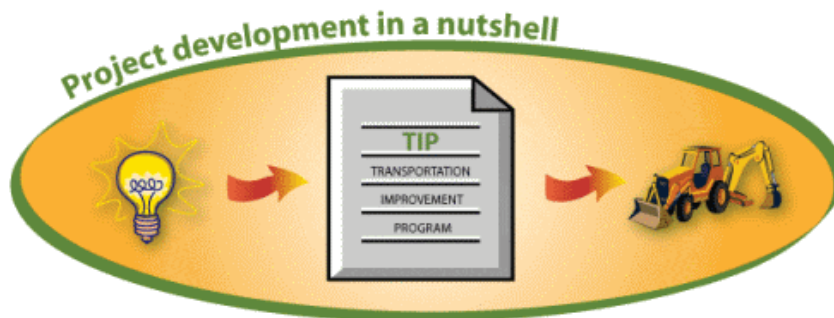 Project development in a nutshell
TIP
TRANSPORTATION
IMPROVEMENT
PROGRAM